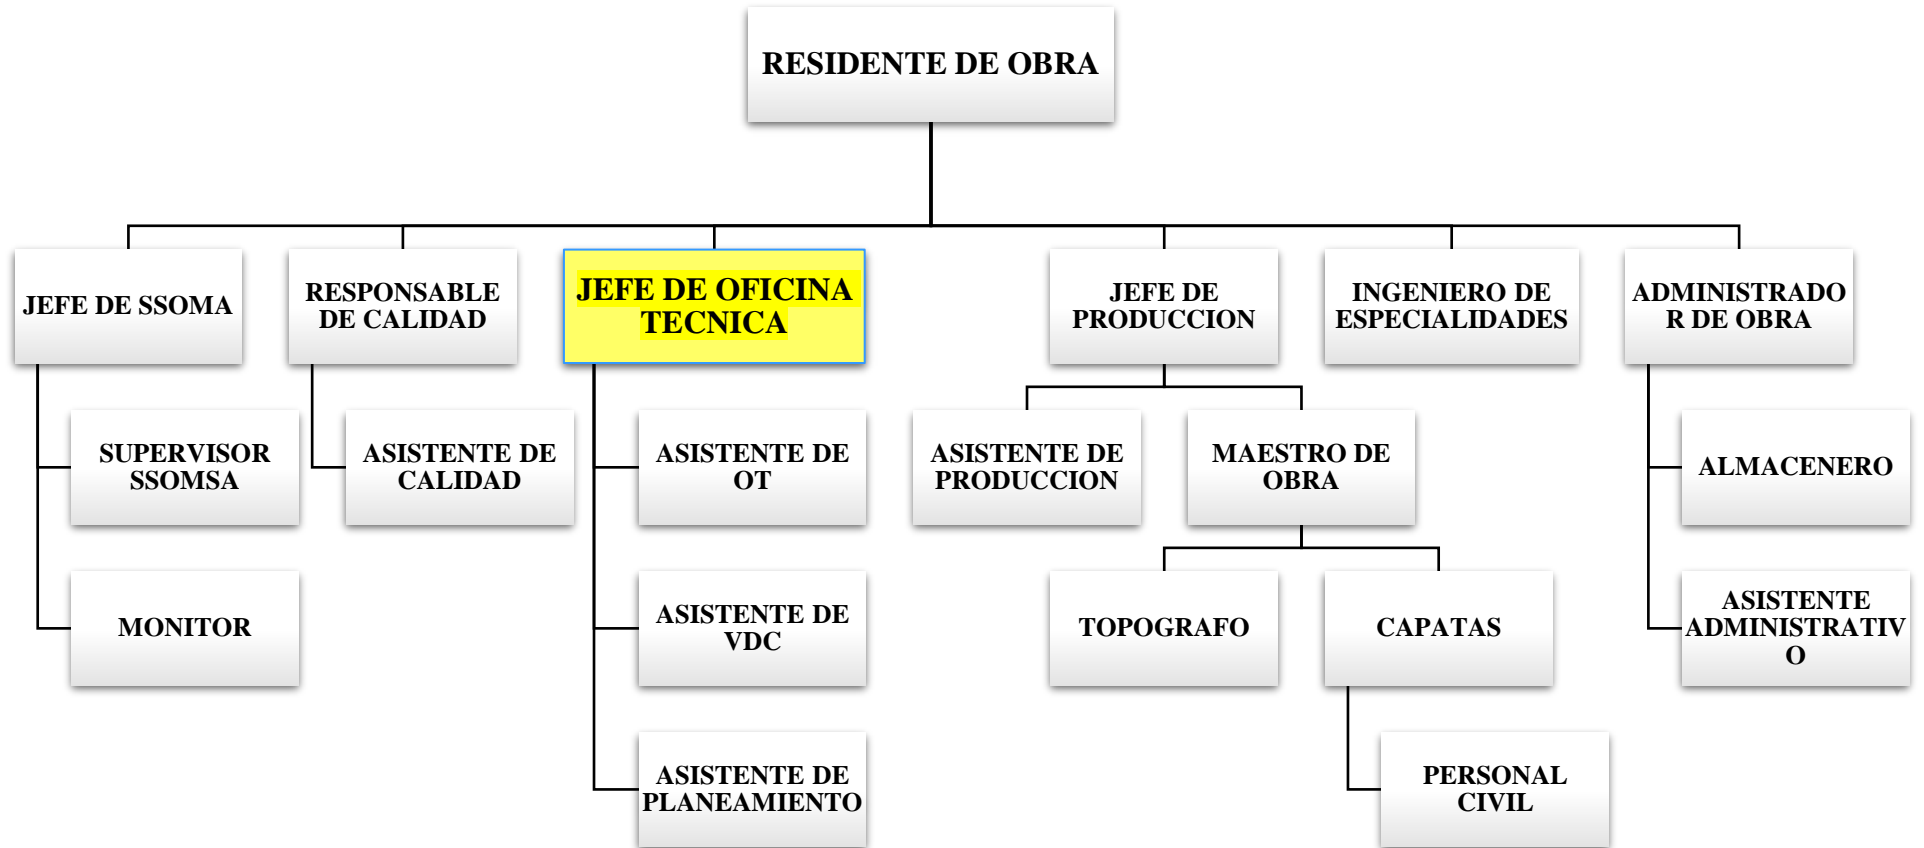 RESIDENTE DE OBRA
JEFE DE SSOMA
RESPONSABLE
DE CALIDAD
JEFE DE OFICINA
TECNICA
JEFE DE
PRODUCCION
INGENIERO DE
ESPECIALIDADES
ADMINISTRADO
R DE OBRA
SUPERVISOR
SSOMSA
ASISTENTE DE
CALIDAD
ASISTENTE DE
OT
ASISTENTE DE
PRODUCCION
MAESTRO DE
OBRA
ALMACENERO
MONITOR
ASISTENTE DE
VDC
TOPOGRAFO
CAPATAS
ASISTENTE
ADMINISTRATIV
O
ASISTENTE DE
PLANEAMIENTO
PERSONAL
CIVIL